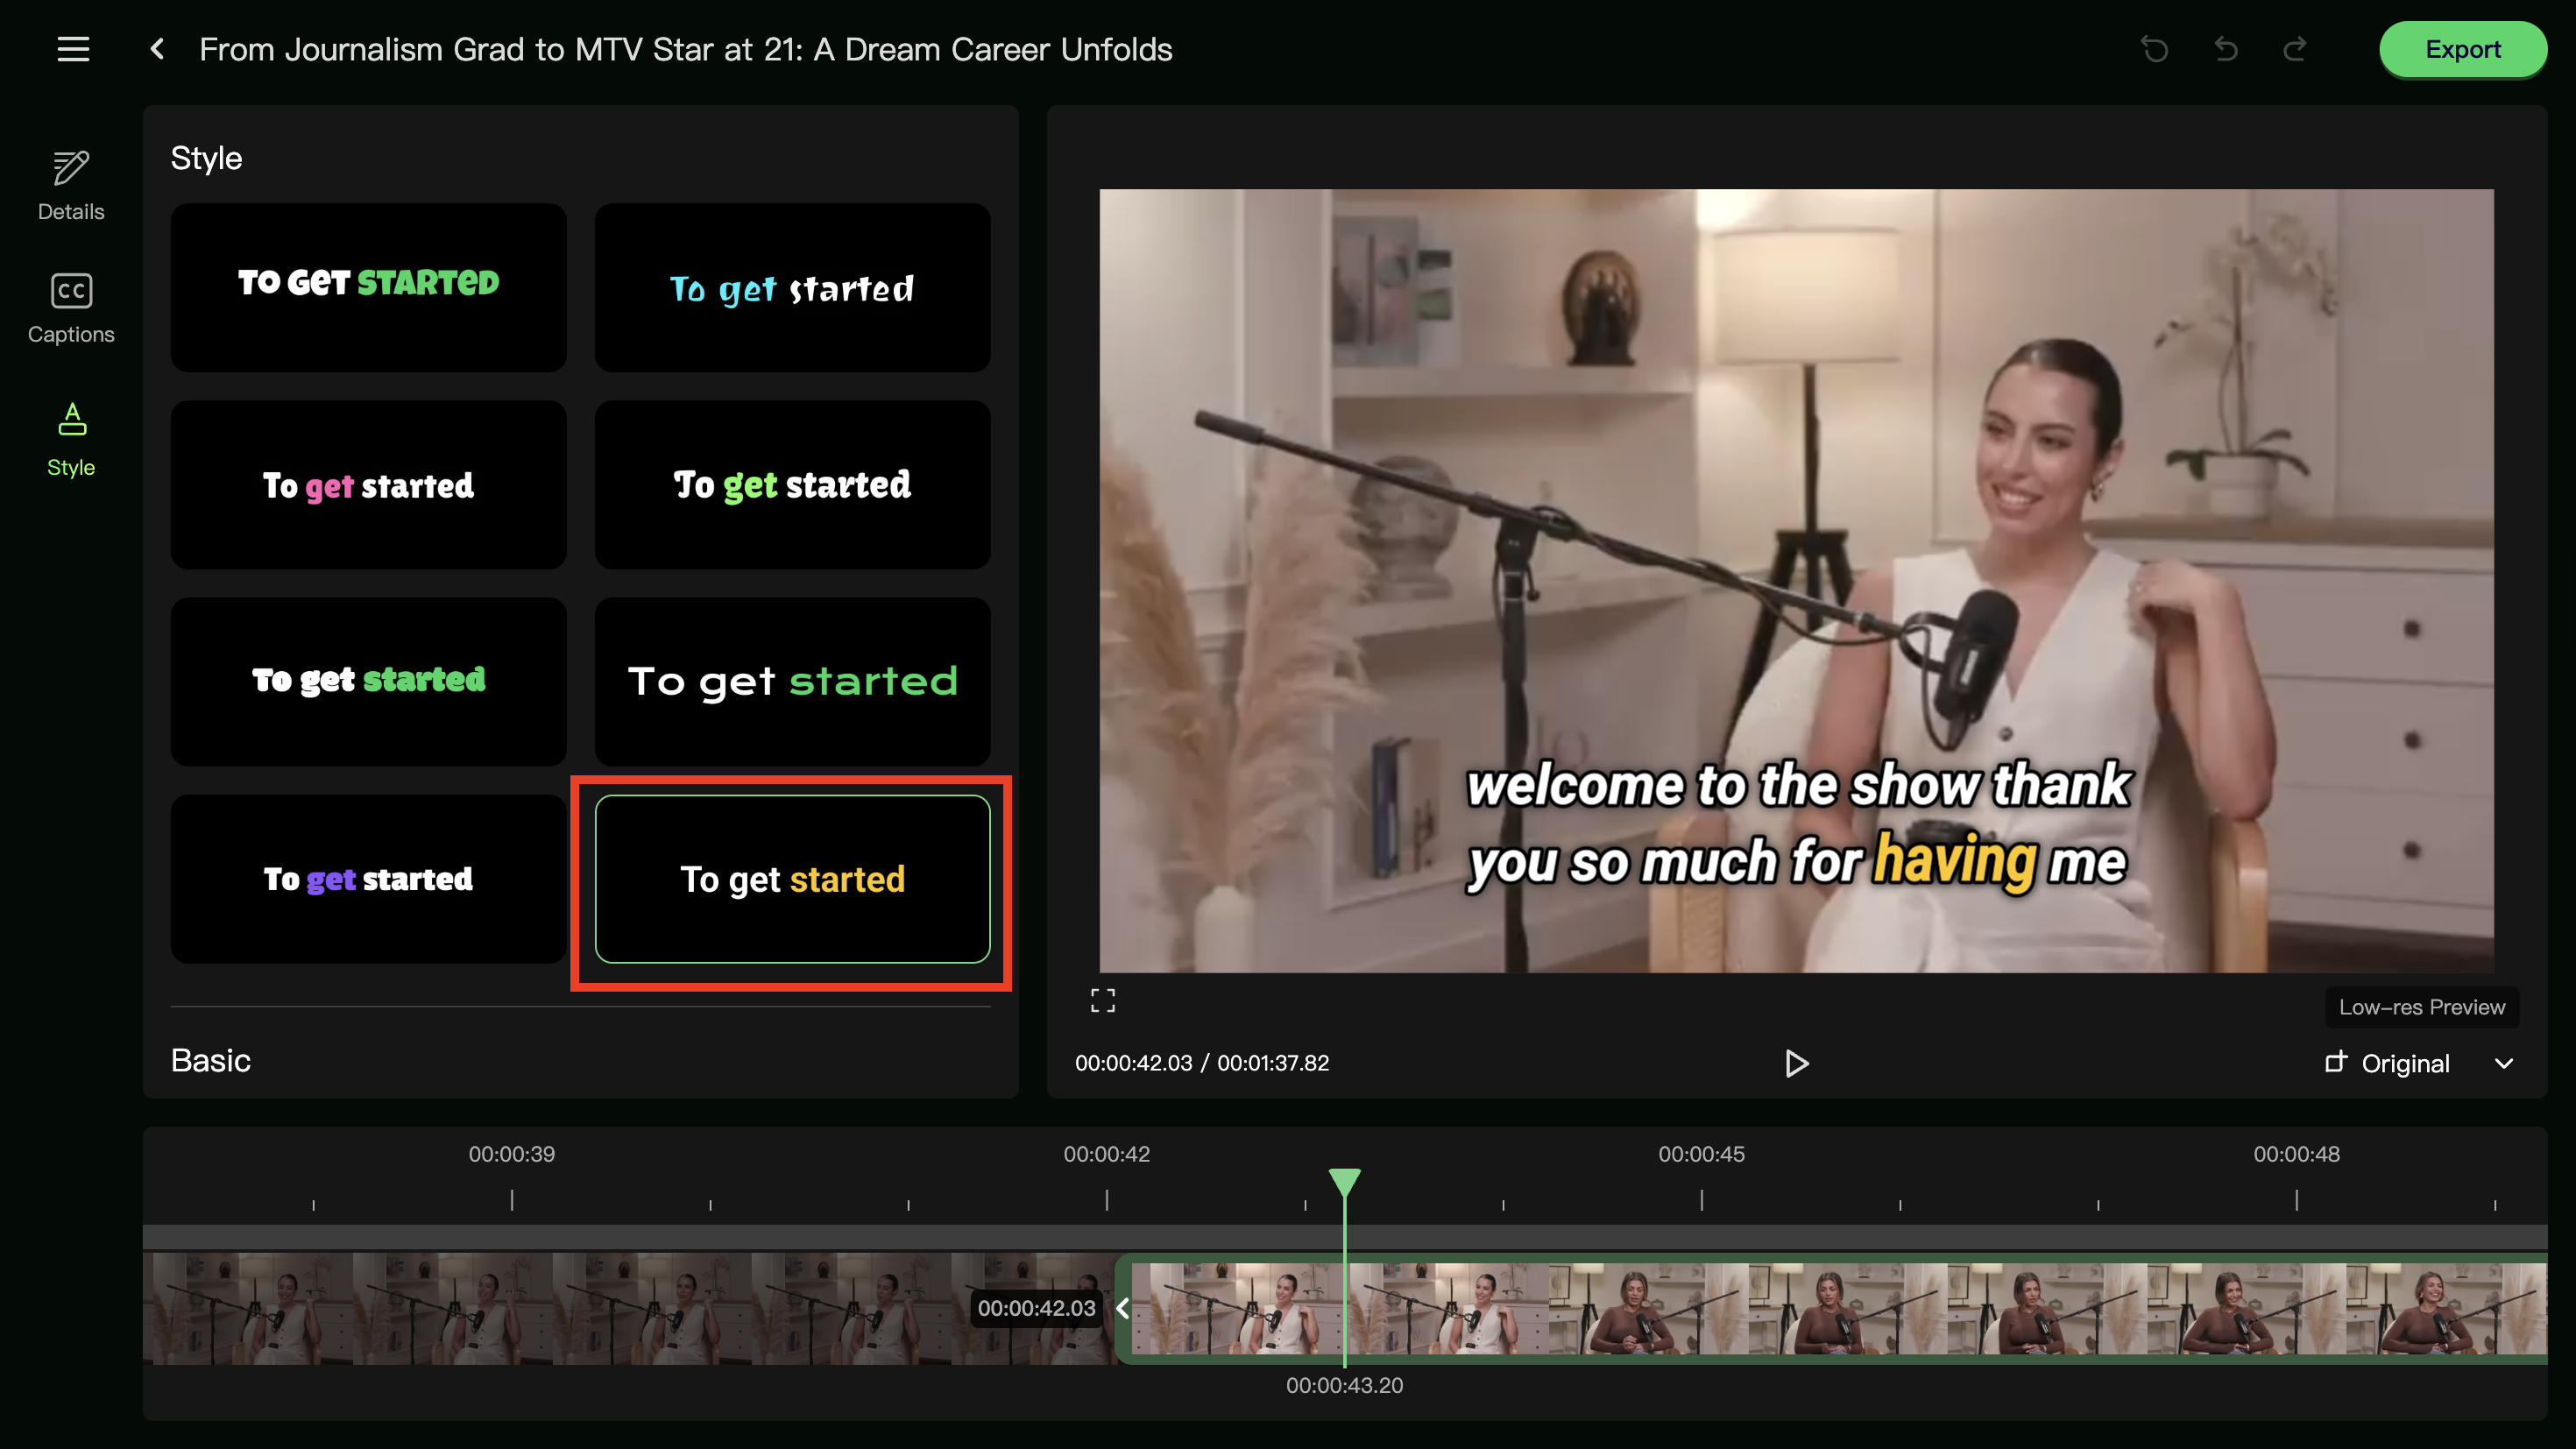 From Journalism Grad to MTV Star at 21: A Dream Career Unfolds
Export
Details
CC
Captions
A
Style
Style
TO GET STARTED
To get started
To get started
To get started
To get started
To get started
To get started
To get started
Basic
welcome to the show thank
you so much for having me
Low-res Preview
00:00:42.03 / 00:01:37.82
Original
00:00:39
00:00:42
00:00:45
00:00:48
00:00:42.03
00:00:43.20